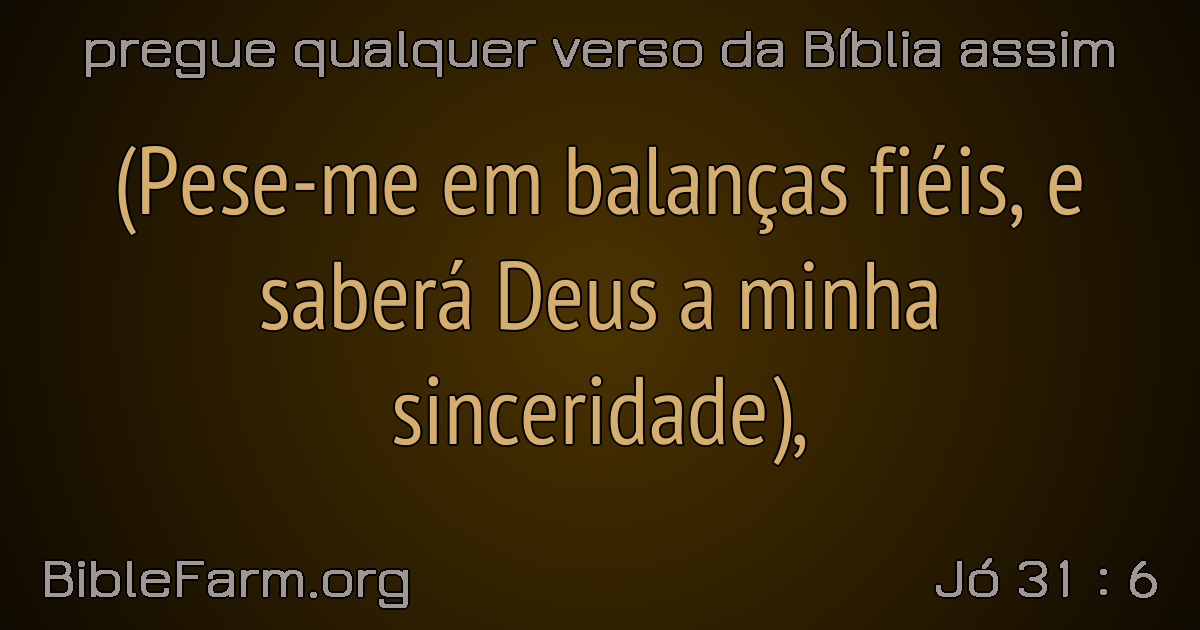 pregue qualquer verso da Bíblia assim
(Pese-me em balanças fiéis, e
saberá Deus a minha
sinceridade),
BibleFarm.org
Jó 31 : 6